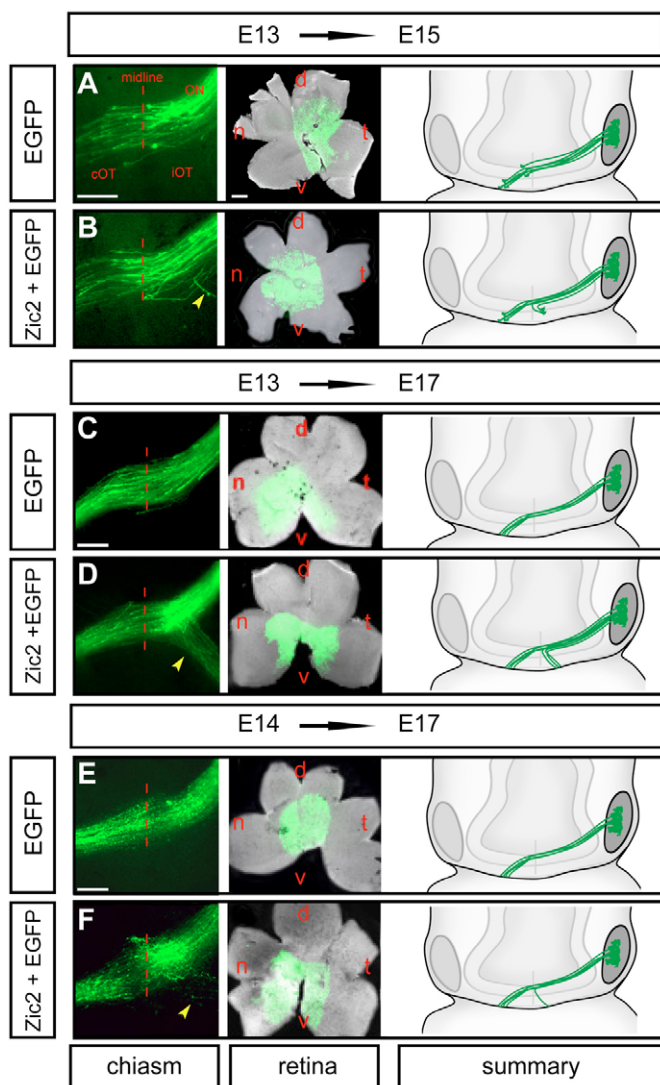 E13 → E15
EGFP
A
midline
ON
cOT
iOT
d
n
t
v
Zic2 + EGFP
B
d
n
t
v
E13 → E17
EGFP
C
d
n
t
v
Zic2 +EGFP
D
d
n
t
v
E14 → E17
EGFP
E
d
n
t
v
Zic2 + EGFP
F
d
n
t
v
chiasm
retina
summary